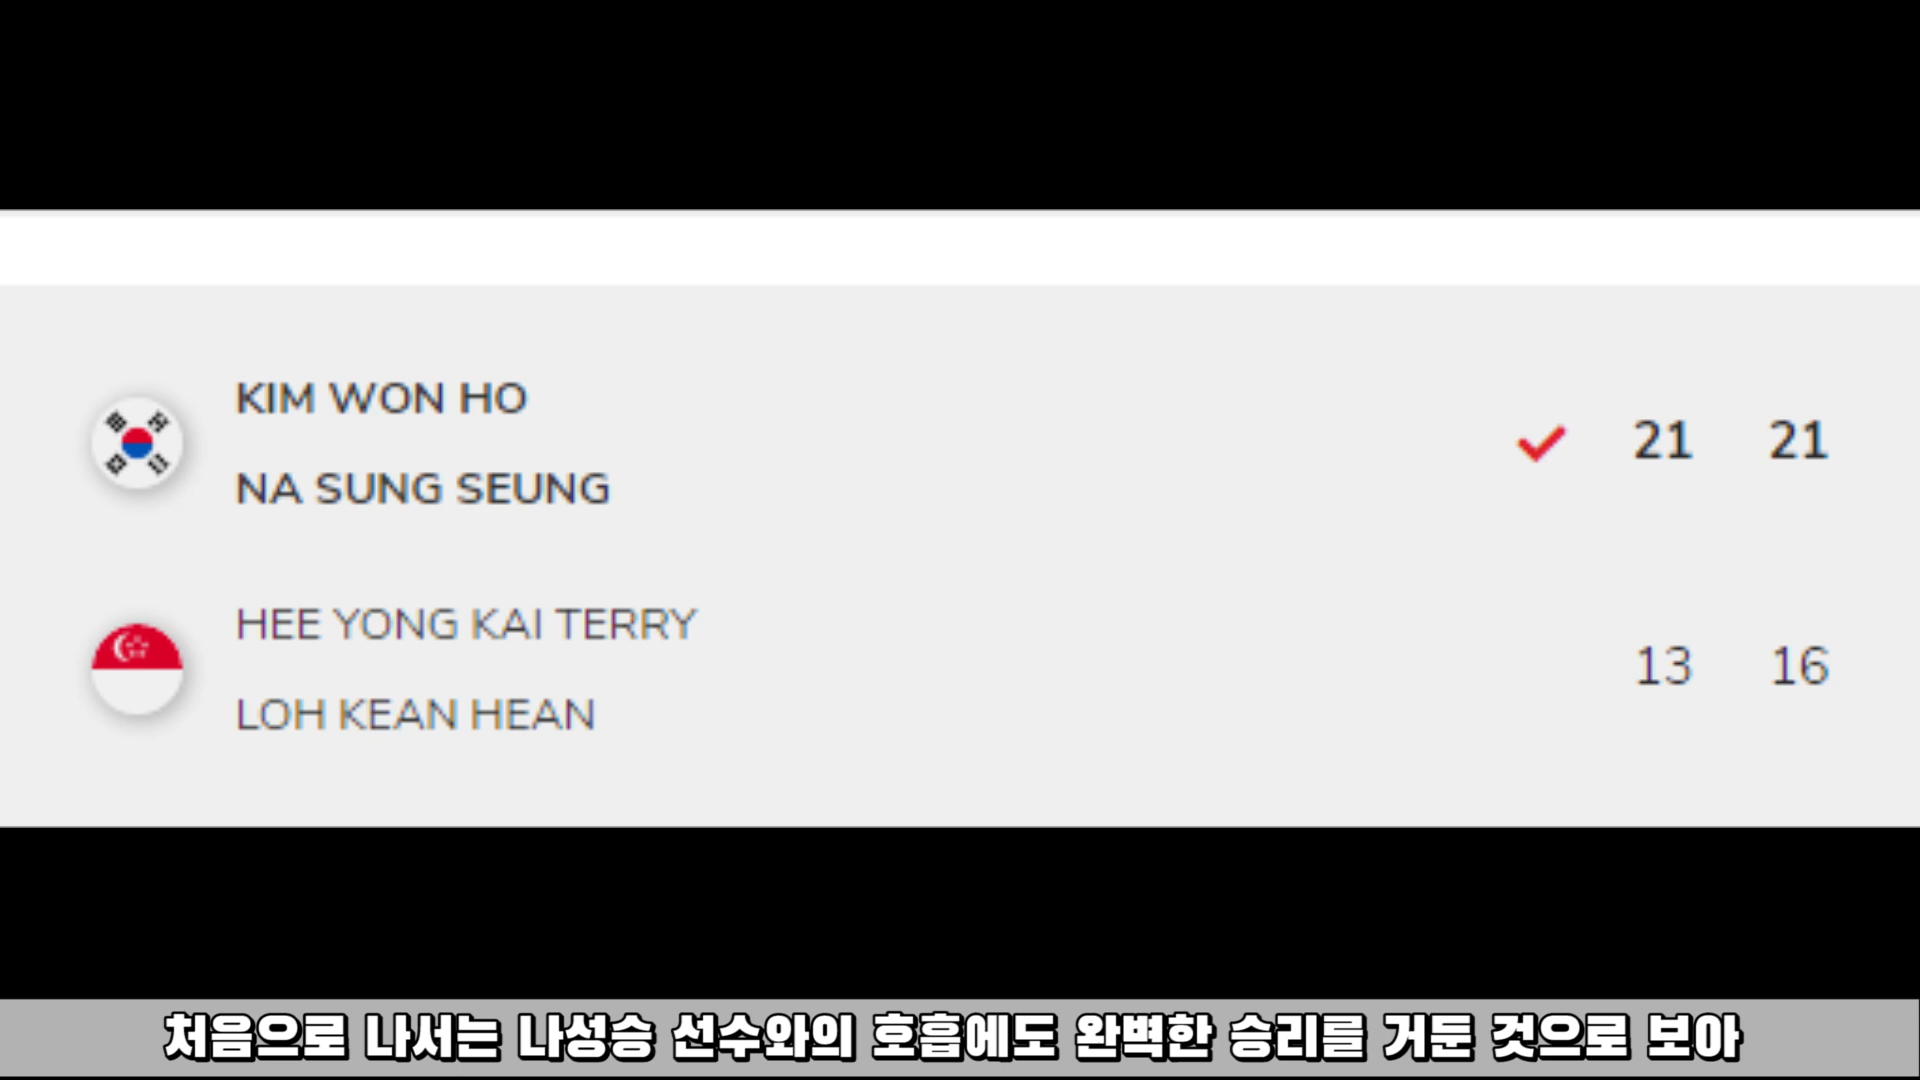 KIM WON HO
NA SUNG SEUNG
21 21
HEE YONG KAI TERRY
LOH KEAN HEAN
13 16
처음으로 나서는 나성승 선수와의 호흡에도 완벽한 승리를 거둔 것으로 보아